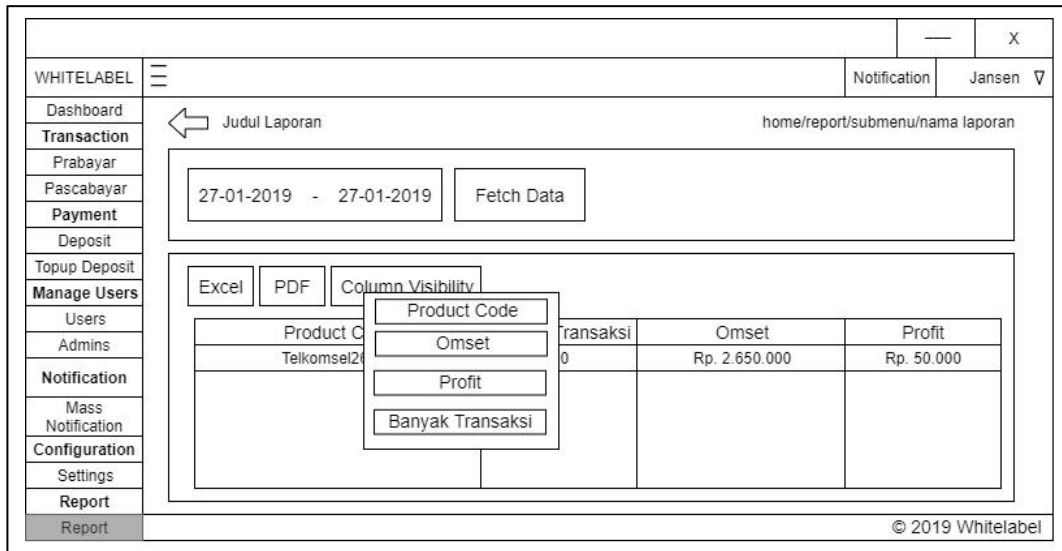 — X
WHITELABEL Notification Jansen
Dashboard
Judul Laporan home/report/submenu/nama laporan
Transaction
Prabayar
Pascabayar
27-01-2019 - 27-01-2019 Fetch Data
Payment
Deposit
Topup Deposit
Manage Users
Excel PDF Column Visibility
Users
Admins
Product Code
Product C Transaksi Omset Profit
Omset
Telkomsel26 0 Rp. 2.650.000 Rp. 50.000
Notification
Profit
Mass
Notification
Banyak Transaksi
Configuration
Settings
Report
Report
© 2019 Whitelabel